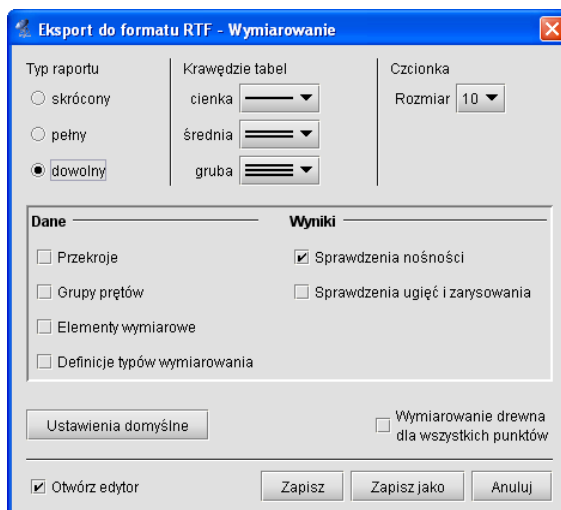 Eksport do formatu RTF - Wymiarowanie
Typ raportu
skrócony
pełny
dowolny
Krawędzie tabel
cienka
średnia
gruba
Czcionka
Rozmiar 10
Dane
Przekroje
Grupy prętów
Elementy wymiarowe
Definicje typów wymiarowania
Wyniki
Sprawdzenia nośności
Sprawdzenia ugięć i zarysowania
Ustawienia domyślne
Wymiarowanie drewna
dla wszystkich punktów
Otwórz edytor
Zapisz
Zapisz jako
Anuluj